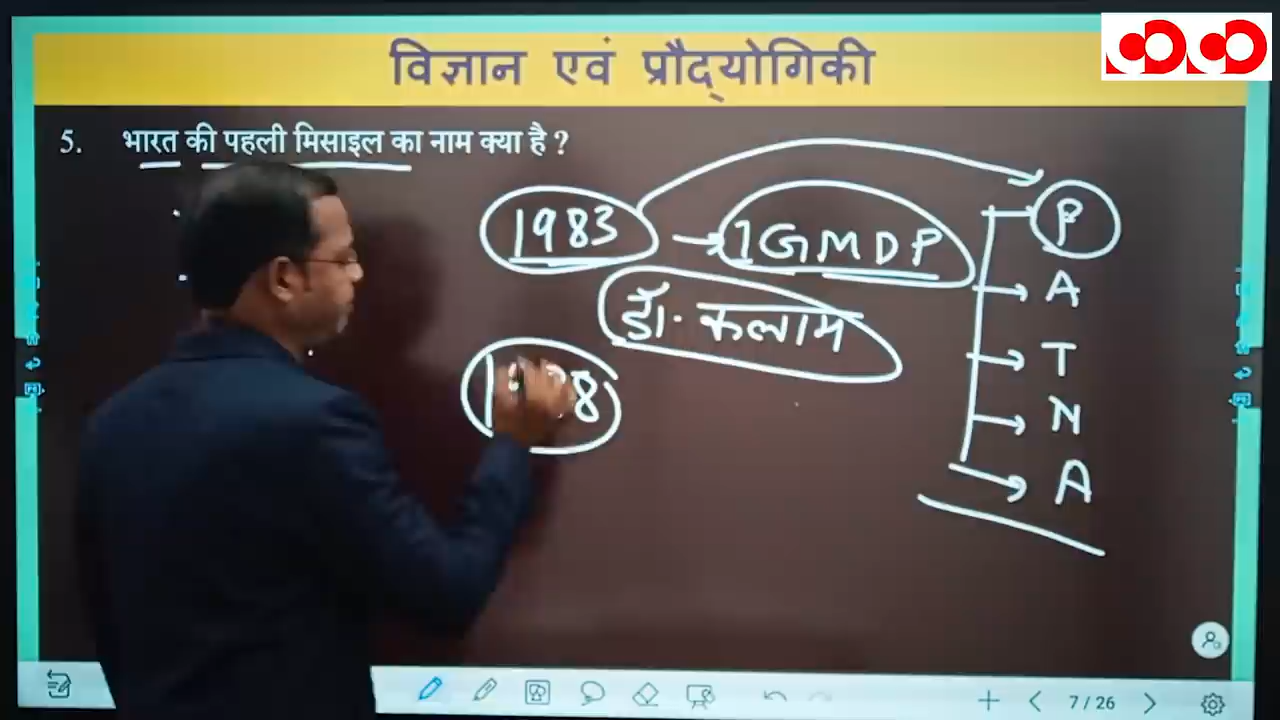 विज्ञान एवं प्रौद्योगिकी
5. भारत की पहली मिसाइल का नाम क्या है ?
1983 → IGMDP
डॉ. कलाम
P
A
T
N
A
7 / 26